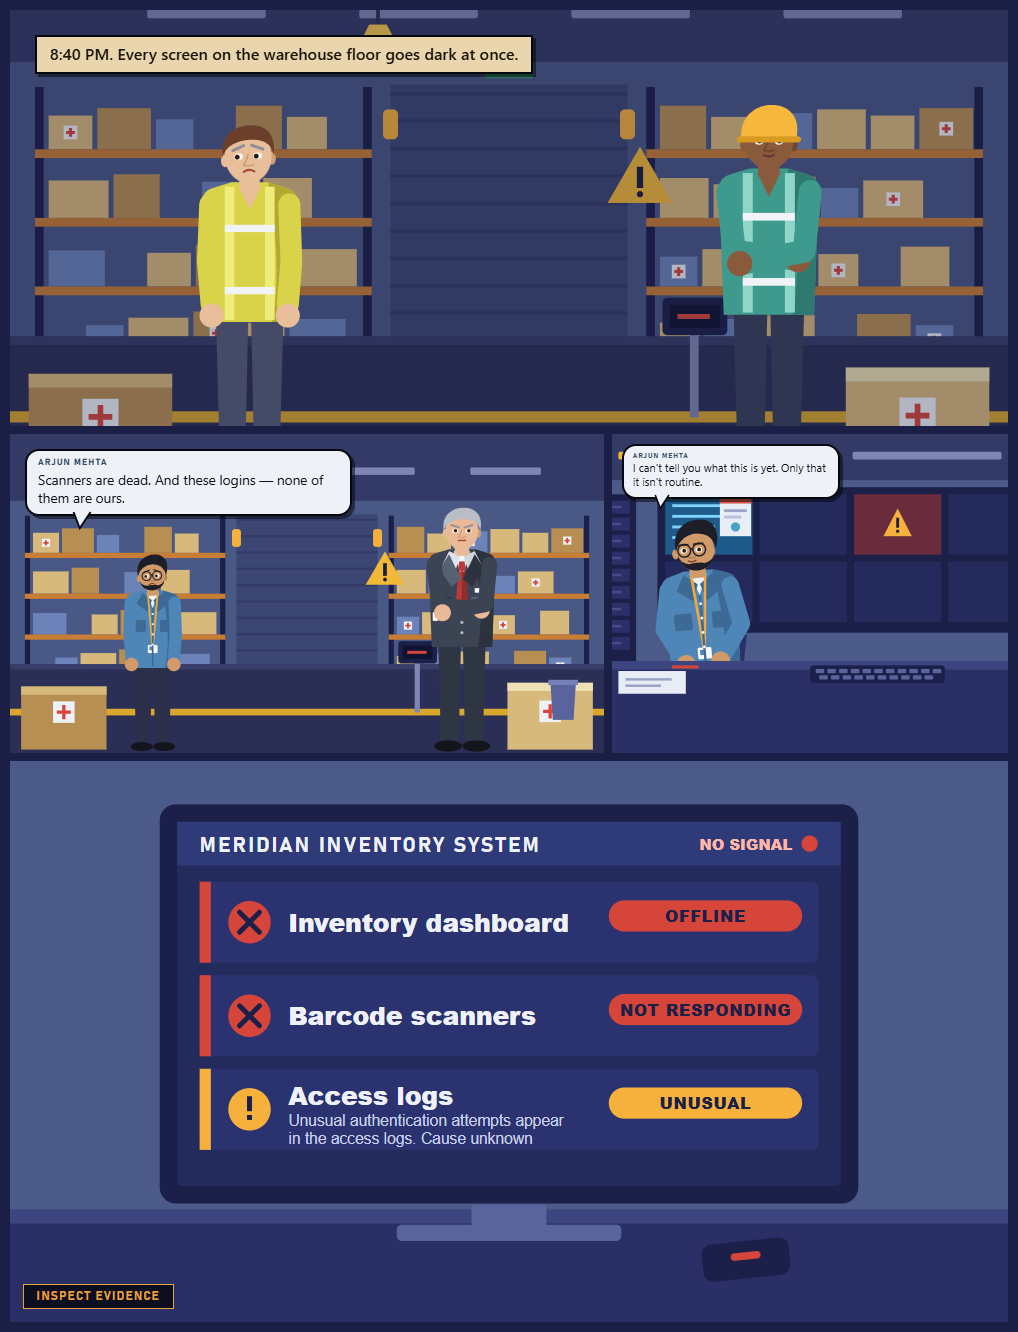 8:40 PM. Every screen on the warehouse floor goes dark at once.
ARJUN MEHTA
Scanners are dead. And these logins — none of
them are ours.
ARJUN MEHTA
I can't tell you what this is yet. Only that
it isn't routine.
MERIDIAN INVENTORY SYSTEM
NO SIGNAL
Inventory dashboard
OFFLINE
Barcode scanners
NOT RESPONDING
Access logs
Unusual authentication attempts appear
in the access logs. Cause unknown
UNUSUAL
INSPECT EVIDENCE